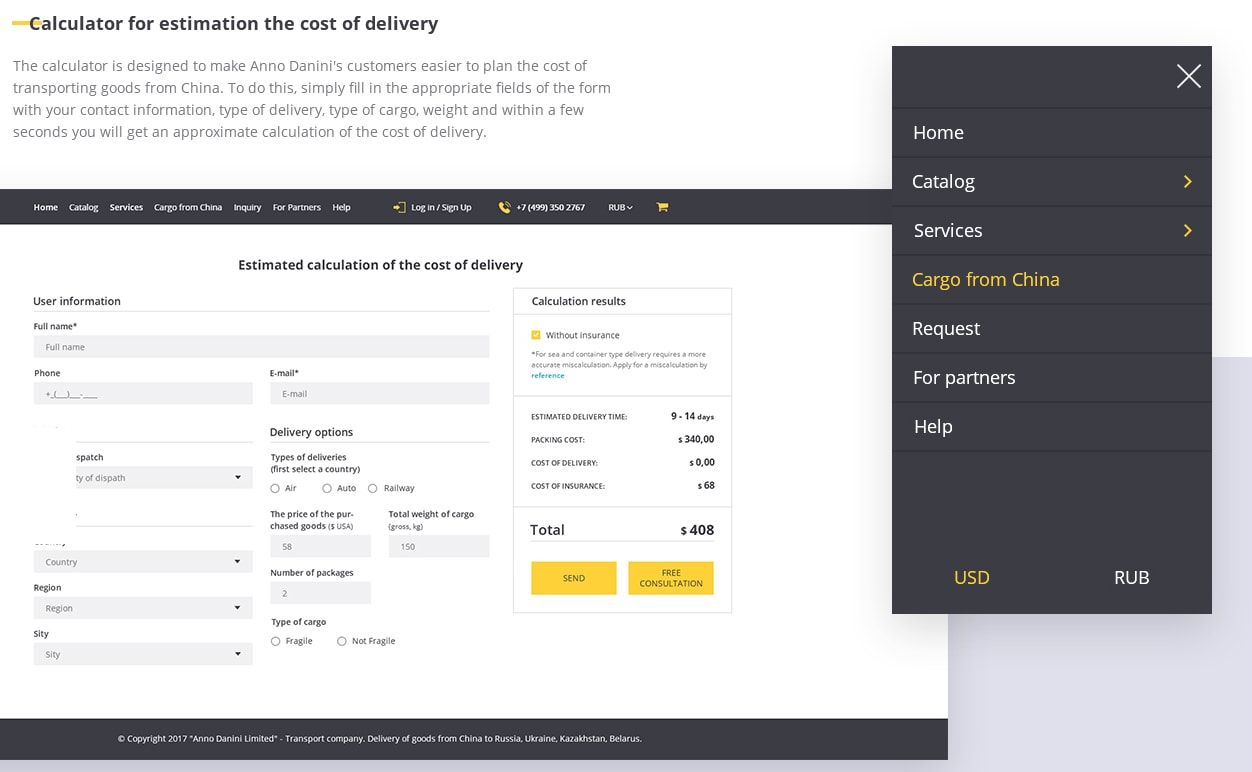 Calculator for estimation the cost of delivery
The calculator is designed to make Anno Danini's customers easier to plan the cost of
transporting goods from China. To do this, simply fill in the appropriate fields of the form
with your contact information, type of delivery, type of cargo, weight and within a few
seconds you will get an approximate calculation of the cost of delivery.
Home Catalog Services Cargo from China Inquiry For Partners Help Log in / Sign Up +7 (499) 350 2767 RUB
Estimated calculation of the cost of delivery
User information
Full name*
Full name
Phone
+_(___)___-____
E-mail*
E-mail
spatch
ty of dispath
Country
Region
Region
Sity
Sity
Delivery options
Types of deliveries
(first select a country)
Air Auto Railway
The price of the pur-
chased goods ($ USA)
58
Total weight of cargo
(gross, kg)
150
Number of packages
2
Type of cargo
Fragile Not Fragile
Calculation results
Without insurance
*For sea and container type delivery requires a more
accurate miscalculation. Apply for a miscalculation by
reference
ESTIMATED DELIVERY TIME: 9 - 14 days
PACKING COST: $ 340,00
COST OF DELIVERY: $ 0,00
COST OF INSURANCE: $ 68
Total $ 408
SEND
FREE
CONSULTATION
© Copyright 2017 "Anno Danini Limited" - Transport company. Delivery of goods from China to Russia, Ukraine, Kazakhstan, Belarus.
Home
Catalog
Services
Cargo from China
Request
For partners
Help
USD RUB